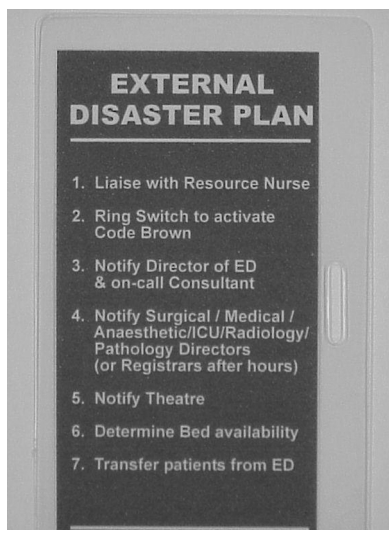 EXTERNAL
DISASTER PLAN
1. Liaise with Resource Nurse
2. Ring Switch to activate
Code Brown
3. Notify Director of ED
& on-call Consultant
4. Notify Surgical / Medical /
Anaesthetic/ICU/Radiology/
Pathology Directors
(or Registrars after hours)
5. Notify Theatre
6. Determine Bed availability
7. Transfer patients from ED